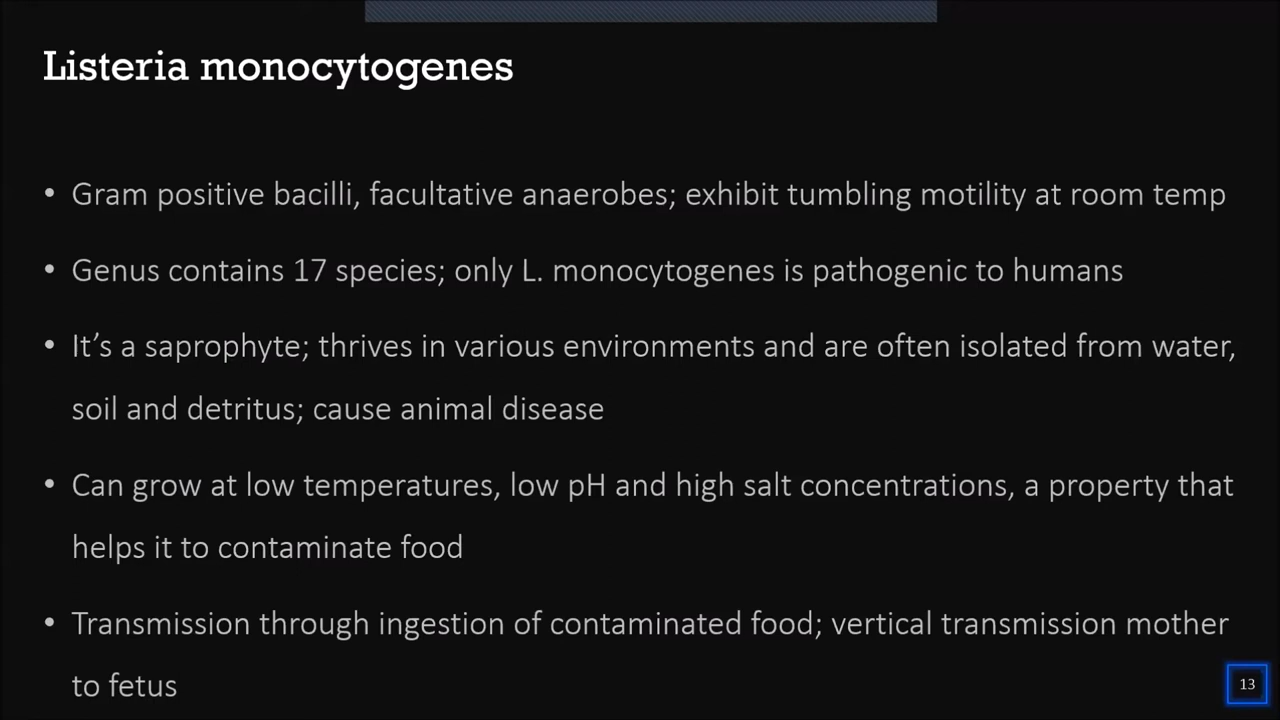 Listeria monocytogenes
• Gram positive bacilli, facultative anaerobes; exhibit tumbling motility at room temp
• Genus contains 17 species; only L. monocytogenes is pathogenic to humans
• It’s a saprophyte; thrives in various environments and are often isolated from water,
soil and detritus; cause animal disease
• Can grow at low temperatures, low pH and high salt concentrations, a property that
helps it to contaminate food
• Transmission through ingestion of contaminated food; vertical transmission mother
to fetus
13